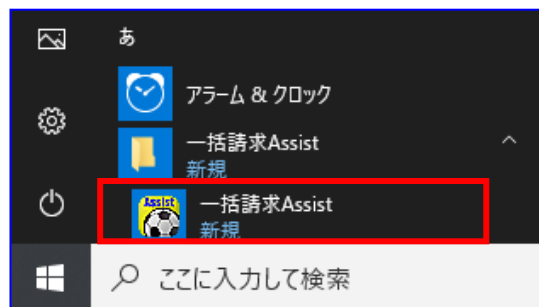 あ
アラーム & クロック
一括請求Assist
新規
Assist
一括請求Assist
新規
ここに入力して検索